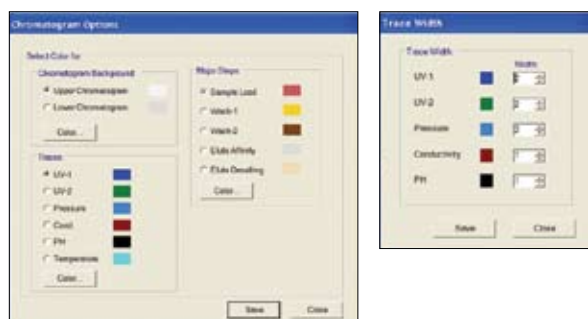 Chromatogram Options
Select Color for
Chromatogram Background
Upper Chromatogram
Lower Chromatogram
Color...
Traces
UV-1
UV-2
Pressure
Cond
PH
Temperature
Color...
Major Steps
Sample Load
Wash-1
Wash-2
Elute Affinity
Elute Desalting
Color...
Save
Close
Trace Width
Trace Width
Width
UV-1
UV-2
Pressure
Conductivity
PH
Save
Close